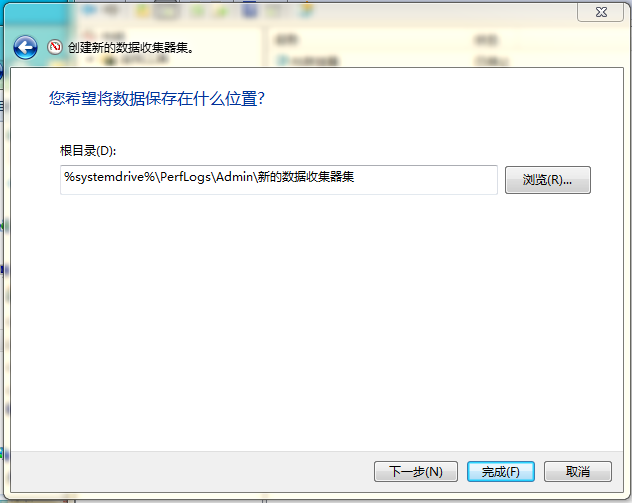 创建新的数据收集器集。
您希望将数据保存在什么位置?
根目录(D):
%systemdrive%\PerfLogs\Admin\新的数据收集器集
浏览(R)...
下一步(N)
完成(F)
取消